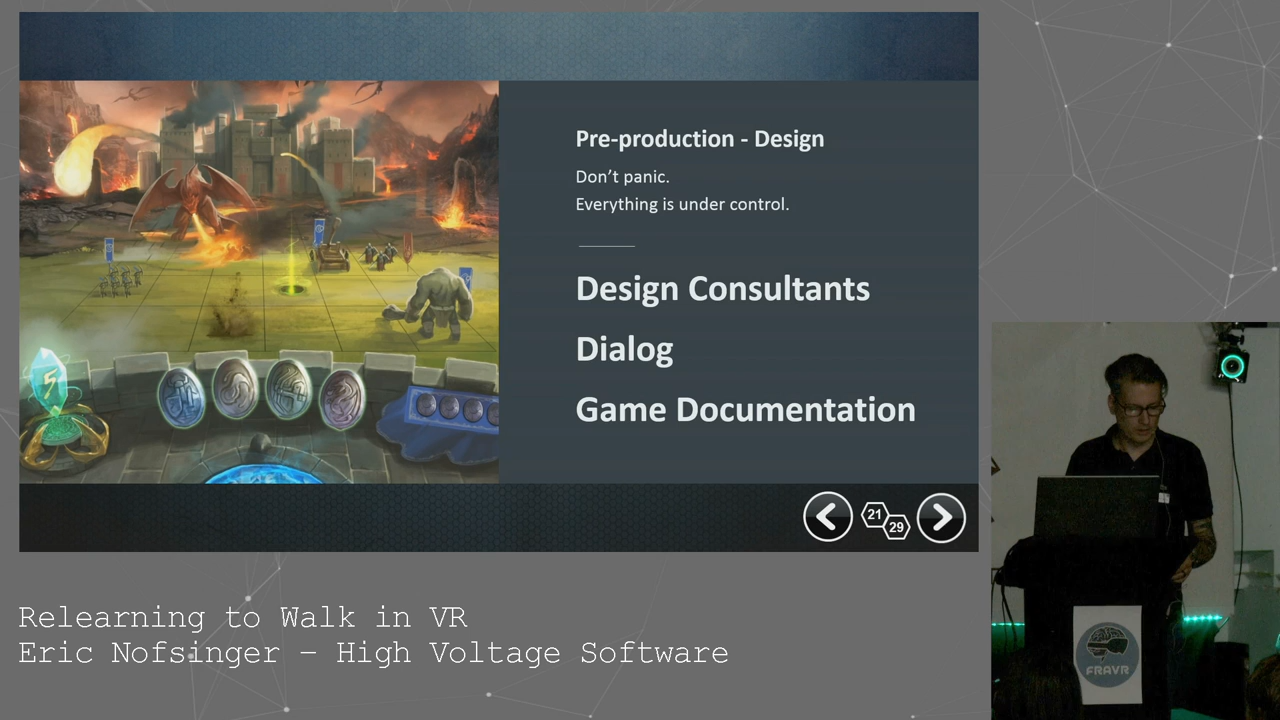 Pre-production - Design
Don't panic.
Everything is under control.
Design Consultants
Dialog
Game Documentation
21
29
Relearning to Walk in VR
Eric Nofsinger – High Voltage Software
FRAVR